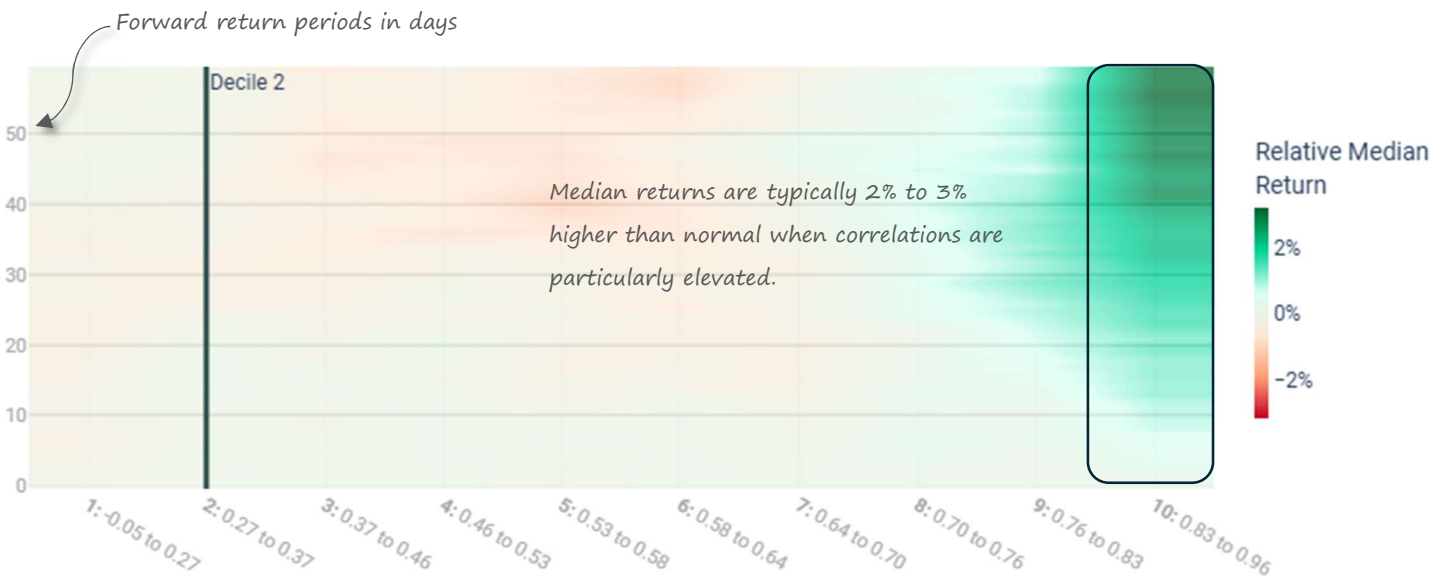 Forward return periods in days
Decile 2
50
40
30
20
10
0
Median returns are typically 2% to 3%
higher than normal when correlations are
particularly elevated.
Relative Median
Return
2%
0%
−2%
1: -0.05 to 0.27
2: 0.27 to 0.37
3: 0.37 to 0.46
4: 0.46 to 0.53
5: 0.53 to 0.58
6: 0.58 to 0.64
7: 0.64 to 0.70
8: 0.70 to 0.76
9: 0.76 to 0.83
10: 0.83 to 0.96